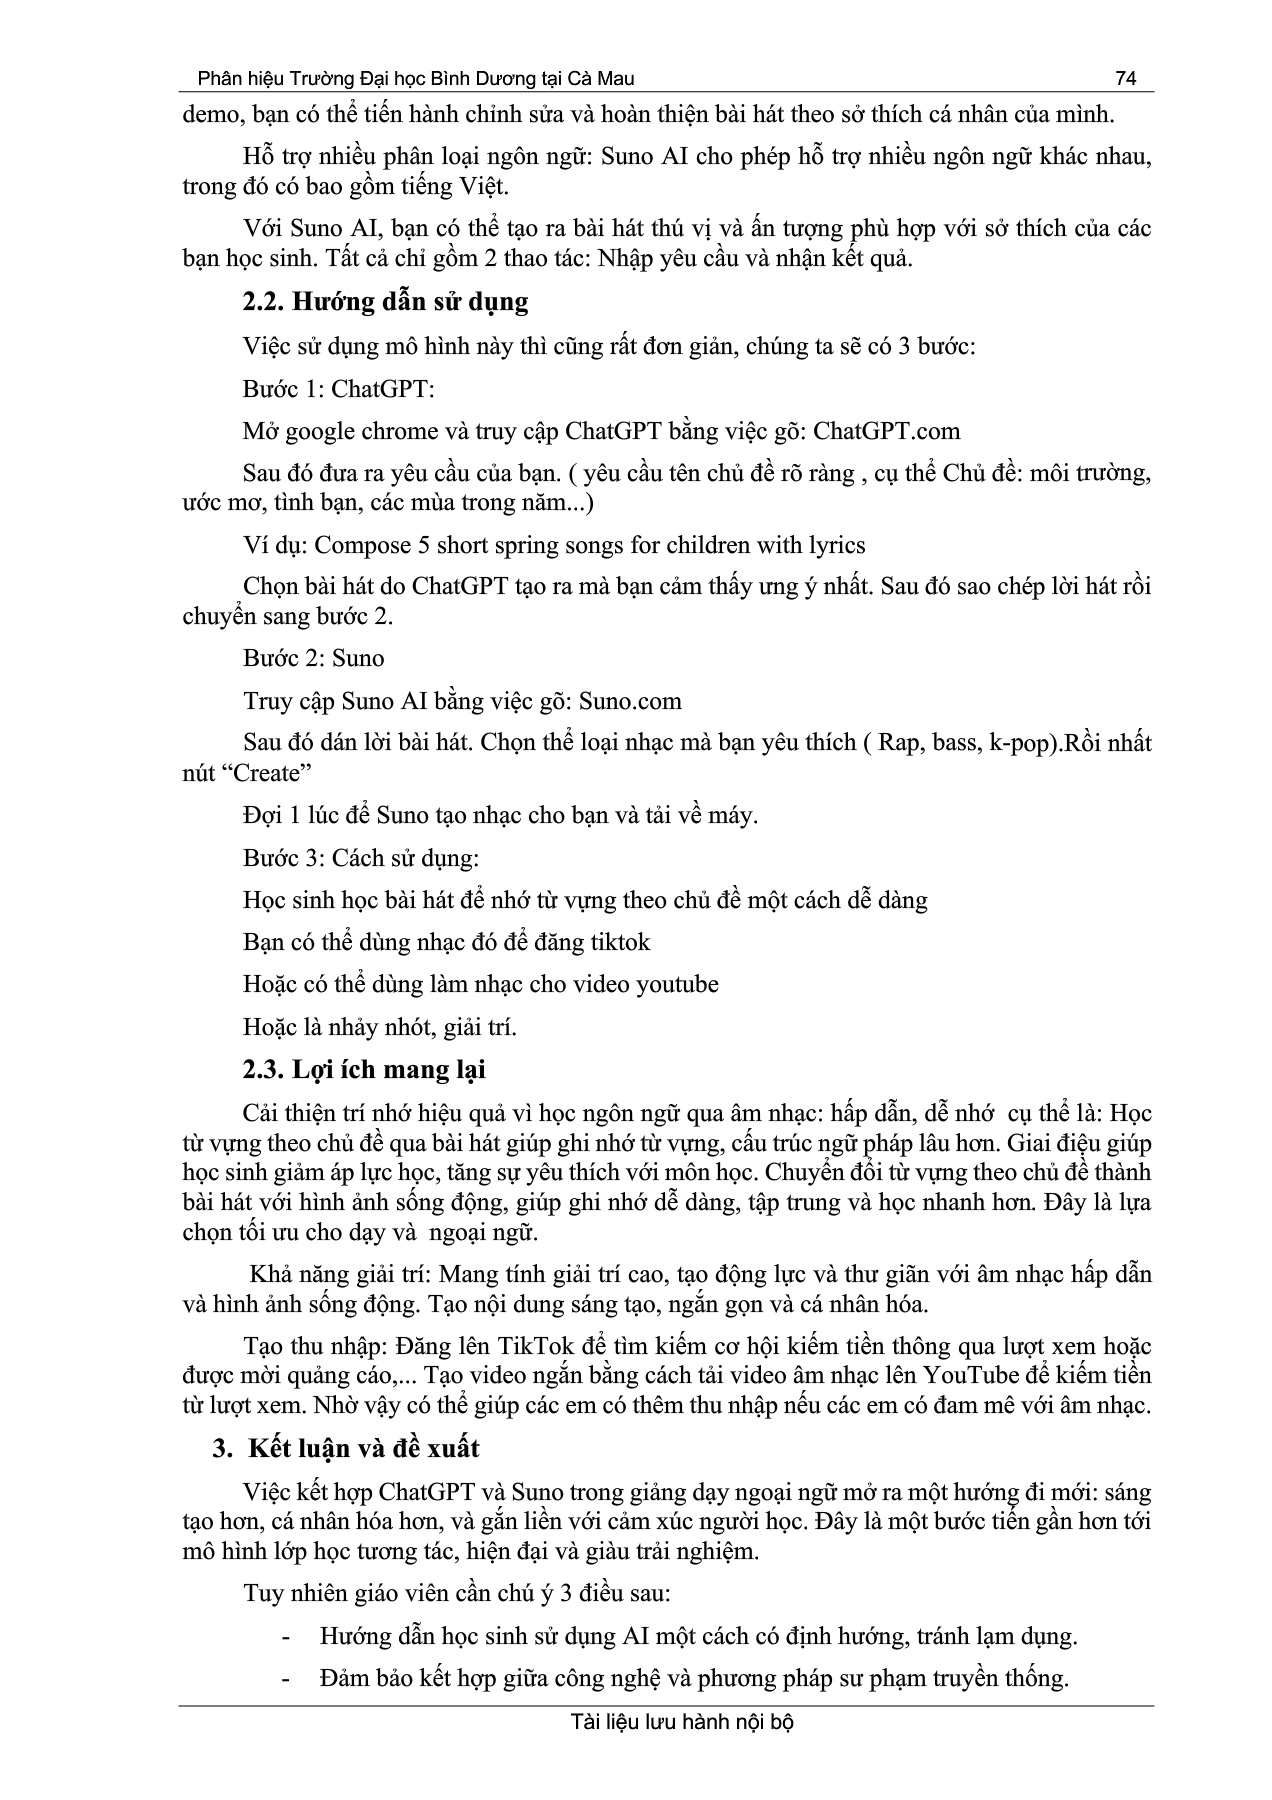 Phân hiệu Trường Đại học Bình Dương tại Cà Mau 74
demo, bạn có thể tiến hành chỉnh sửa và hoàn thiện bài hát theo sở thích cá nhân của mình.
Hỗ trợ nhiều phân loại ngôn ngữ: Suno AI cho phép hỗ trợ nhiều ngôn ngữ khác nhau,
trong đó có bao gồm tiếng Việt.
Với Suno AI, bạn có thể tạo ra bài hát thú vị và ấn tượng phù hợp với sở thích của các
bạn học sinh. Tất cả chỉ gồm 2 thao tác: Nhập yêu cầu và nhận kết quả.
2.2. Hướng dẫn sử dụng
Việc sử dụng mô hình này thì cũng rất đơn giản, chúng ta sẽ có 3 bước:
Bước 1: ChatGPT:
Mở google chrome và truy cập ChatGPT bằng việc gõ: ChatGPT.com
Sau đó đưa ra yêu cầu của bạn. ( yêu cầu tên chủ đề rõ ràng , cụ thể Chủ đề: môi trường,
ước mơ, tình bạn, các mùa trong năm...)
Ví dụ: Compose 5 short spring songs for children with lyrics
Chọn bài hát do ChatGPT tạo ra mà bạn cảm thấy ưng ý nhất. Sau đó sao chép lời hát rồi
chuyển sang bước 2.
Bước 2: Suno
Truy cập Suno AI bằng việc gõ: Suno.com
Sau đó dán lời bài hát. Chọn thể loại nhạc mà bạn yêu thích ( Rap, bass, k-pop).Rồi nhất
nút “Create”
Đợi 1 lúc để Suno tạo nhạc cho bạn và tải về máy.
Bước 3: Cách sử dụng:
Học sinh học bài hát để nhớ từ vựng theo chủ đề một cách dễ dàng
Bạn có thể dùng nhạc đó để đăng tiktok
Hoặc có thể dùng làm nhạc cho video youtube
Hoặc là nhảy nhót, giải trí.
2.3. Lợi ích mang lại
Cải thiện trí nhớ hiệu quả vì học ngôn ngữ qua âm nhạc: hấp dẫn, dễ nhớ cụ thể là: Học
từ vựng theo chủ đề qua bài hát giúp ghi nhớ từ vựng, cấu trúc ngữ pháp lâu hơn. Giai điệu giúp
học sinh giảm áp lực học, tăng sự yêu thích với môn học. Chuyển đổi từ vựng theo chủ đề thành
bài hát với hình ảnh sống động, giúp ghi nhớ dễ dàng, tập trung và học nhanh hơn. Đây là lựa
chọn tối ưu cho dạy và ngoại ngữ.
Khả năng giải trí: Mang tính giải trí cao, tạo động lực và thư giãn với âm nhạc hấp dẫn
và hình ảnh sống động. Tạo nội dung sáng tạo, ngắn gọn và cá nhân hóa.
Tạo thu nhập: Đăng lên TikTok để tìm kiếm cơ hội kiếm tiền thông qua lượt xem hoặc
được mời quảng cáo,... Tạo video ngắn bằng cách tải video âm nhạc lên YouTube để kiếm tiền
từ lượt xem. Nhờ vậy có thể giúp các em có thêm thu nhập nếu các em có đam mê với âm nhạc.
3. Kết luận và đề xuất
Việc kết hợp ChatGPT và Suno trong giảng dạy ngoại ngữ mở ra một hướng đi mới: sáng
tạo hơn, cá nhân hóa hơn, và gắn liền với cảm xúc người học. Đây là một bước tiến gần hơn tới
mô hình lớp học tương tác, hiện đại và giàu trải nghiệm.
Tuy nhiên giáo viên cần chú ý 3 điều sau:
- Hướng dẫn học sinh sử dụng AI một cách có định hướng, tránh lạm dụng.
- Đảm bảo kết hợp giữa công nghệ và phương pháp sư phạm truyền thống.
Tài liệu lưu hành nội bộ